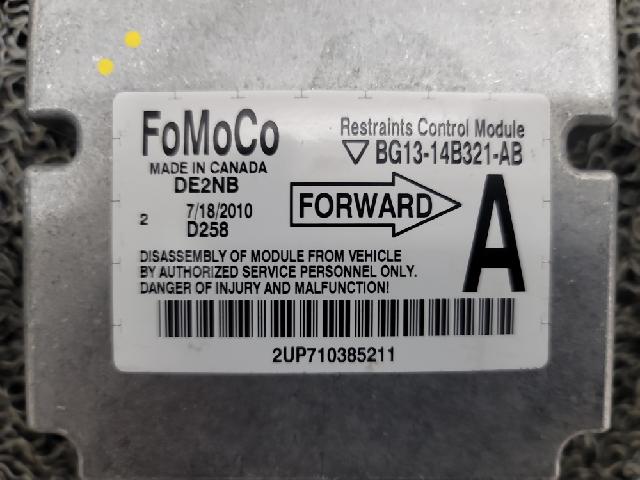 FoMoCo
MADE IN CANADA
DE2NB
2 7/18/2010
D258
Restraints Control Module
BG13-14B321-AB
FORWARD
A
DISASSEMBLY OF MODULE FROM VEHICLE
BY AUTHORIZED SERVICE PERSONNEL ONLY.
DANGER OF INJURY AND MALFUNCTION!
2UP710385211